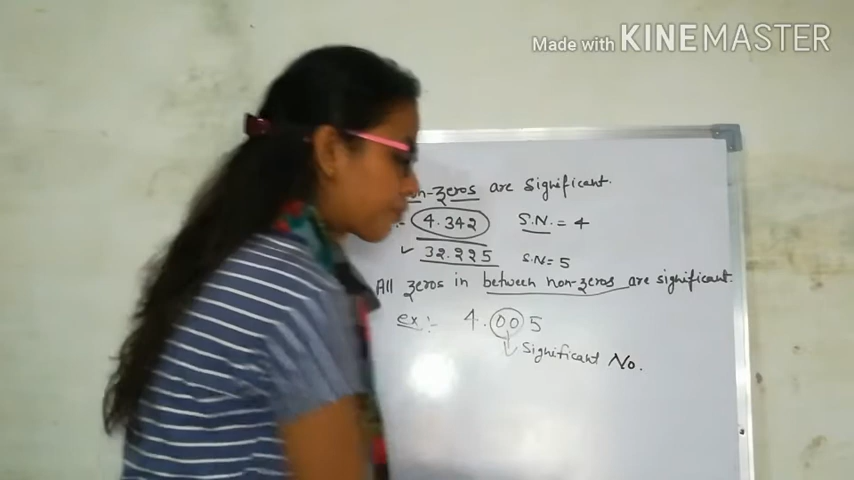 Made with KINEMASTER
non-zeros are significant.
4.342 S.N. = 4
✓ 32.225 S.N= 5
All zeros in between non-zeros are significant.
ex:- 4.005
Significant No.